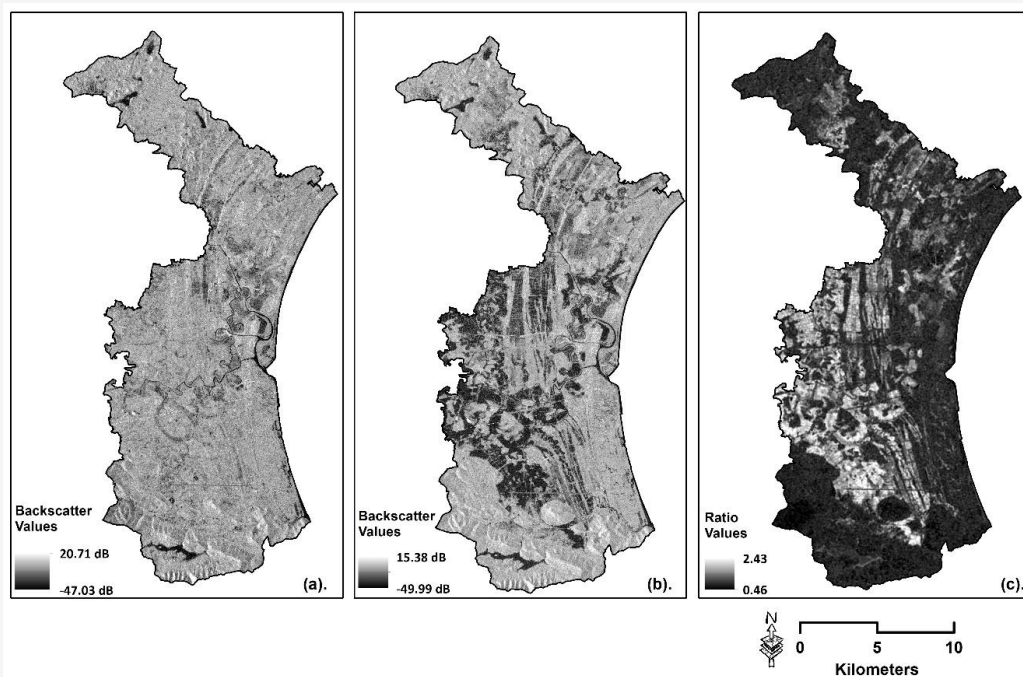 Backscatter
Values
20.71 dB
-47.03 dB
(a).
Backscatter
Values
15.38 dB
-49.99 dB
(b).
Ratio
Values
2.43
0.46
(c).
N
0 5 10
Kilometers